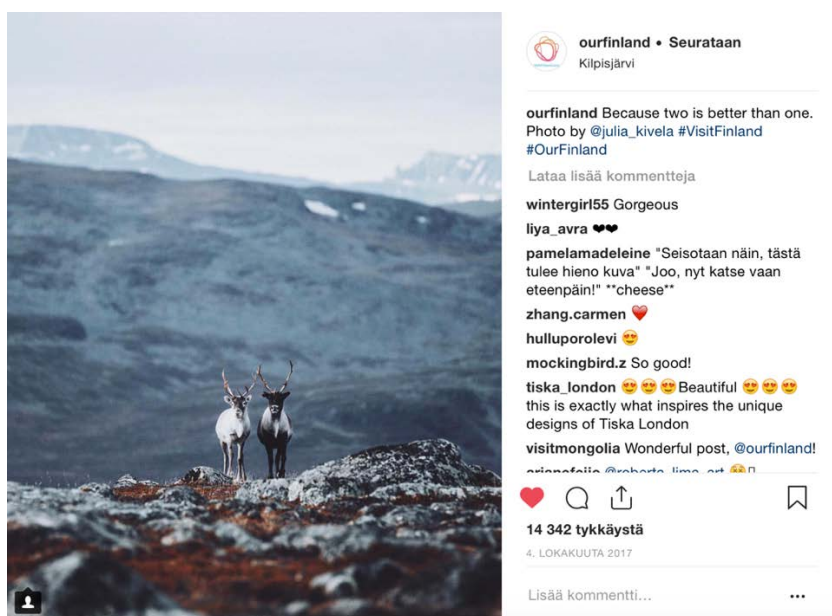 ourfinland • Seurataan
Kilpisjärvi
ourfinland Because two is better than one.
Photo by @julia_kivela #VisitFinland
#OurFinland
Lataa lisää kommentteja
wintergirl55 Gorgeous
liya_avra ❤❤
pamelamadeleine "Seisotaan näin, tästä
tulee hieno kuva" "Joo, nyt katse vaan
eteenpäin!" **cheese**
zhang.carmen ❤️
hulluporolevi 😍
mockingbird.z So good!
tiska_london 😍😍😍Beautiful 😍😍😍
this is exactly what inspires the unique
designs of Tiska London
visitmongolia Wonderful post, @ourfinland!
14 342 tykkäystä
4. LOKAKUUTA 2017
Lisää kommentti...